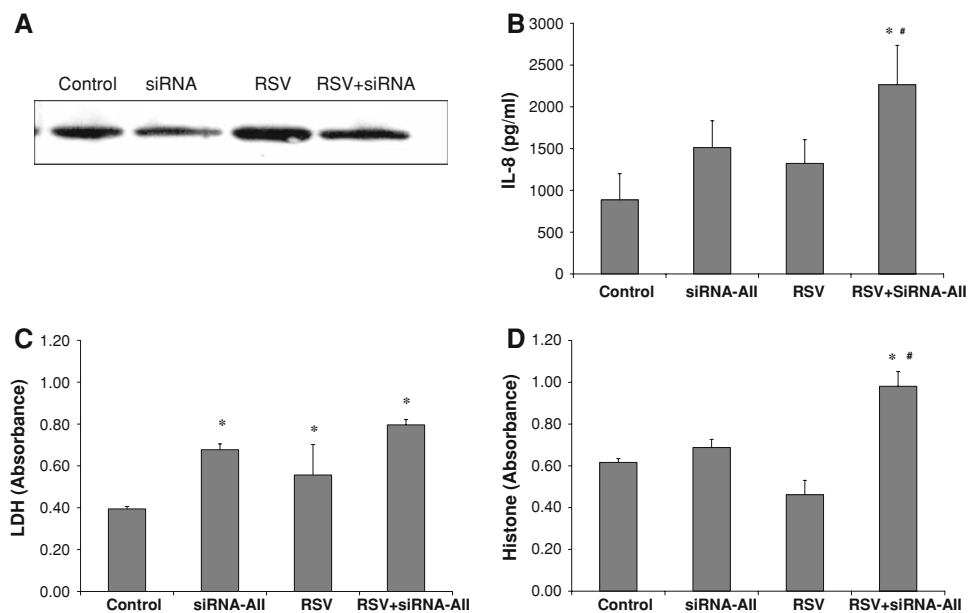 A
Control siRNA RSV RSV+siRNA
B
IL-8 (pg/ml)
3000
2500
2000
1500
1000
500
0
* #
Control siRNA-AII RSV RSV+SiRNA-AII
C
LDH (Absorbance)
1.20
1.00
0.80
0.60
0.40
0.20
0.00
* * *
Control siRNA-AII RSV RSV+siRNA-AII
D
Histone (Absorbance)
1.20
1.00
0.80
0.60
0.40
0.20
0.00
* #
Control siRNA-AII RSV RSV+siRNA-AII